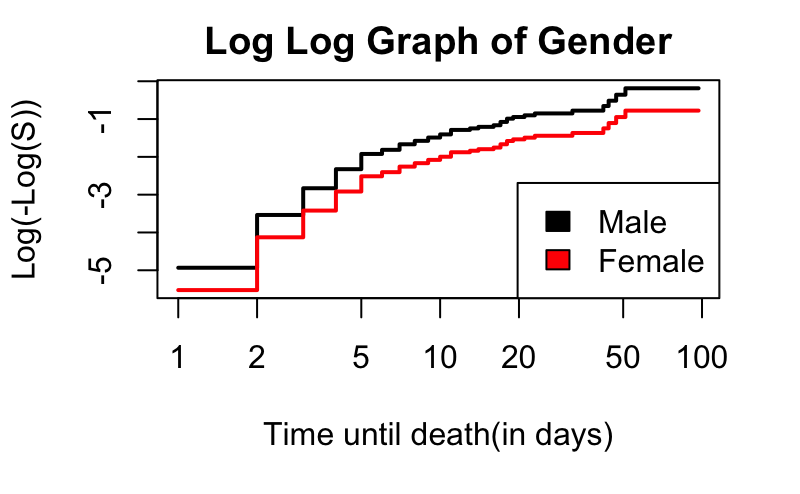 Log Log Graph of Gender
Log(-Log(S))
-1
-3
-5
Male
Female
1 2 5 10 20 50 100
Time until death(in days)